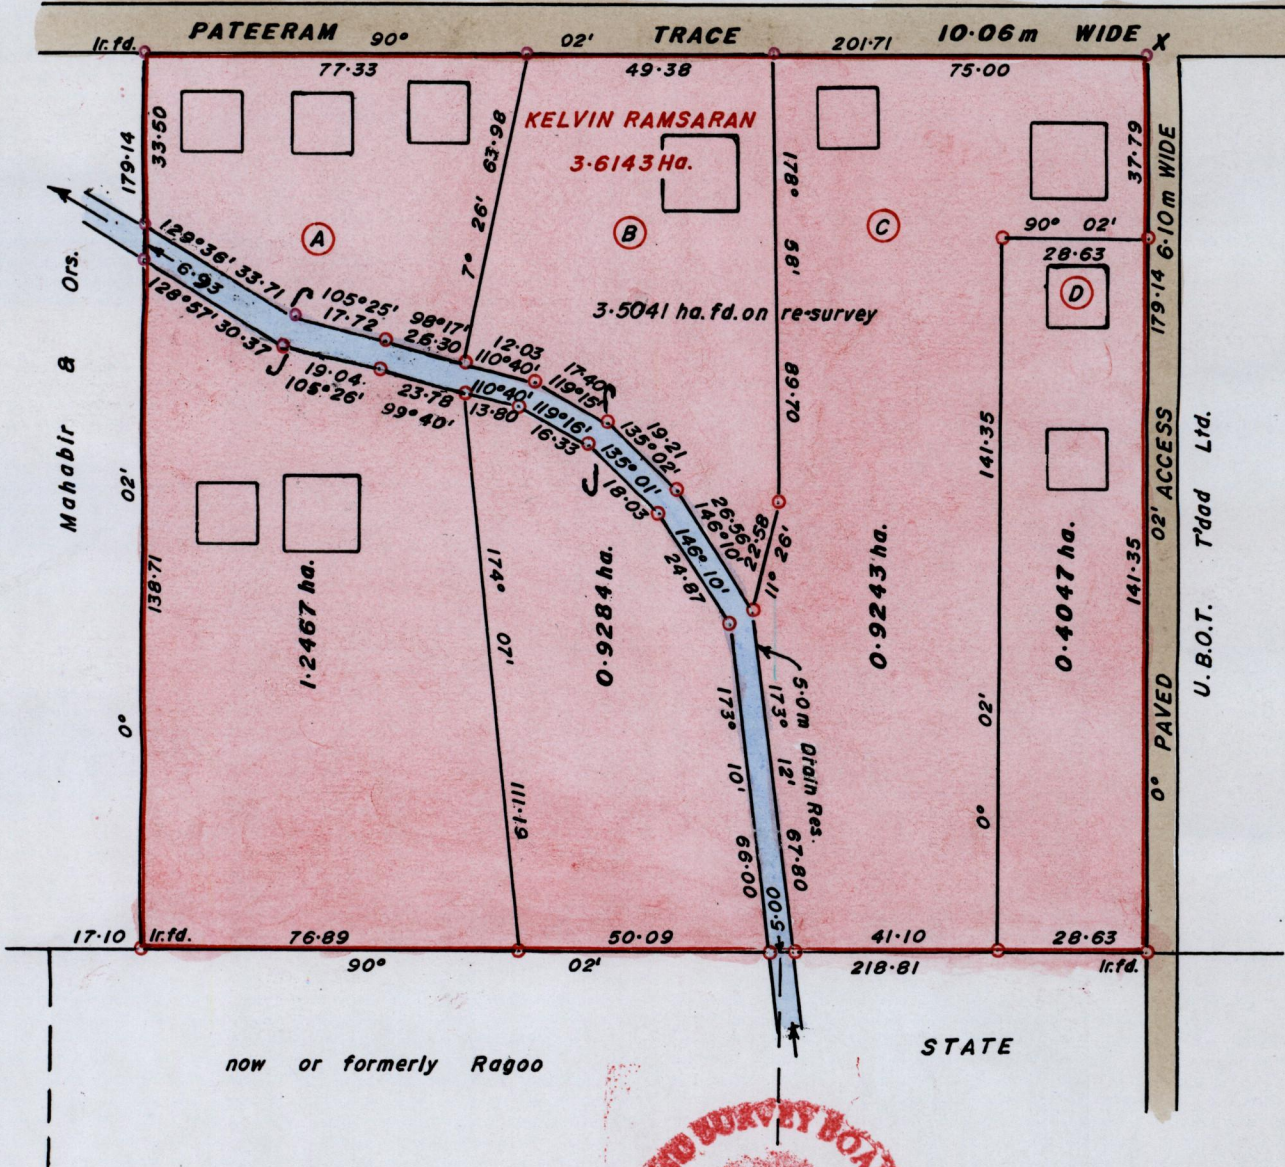 PATEERAM 90° 02' TRACE 201·71 10·06m WIDE X
Ir. fd.
77·33 49·38 75·00
KELVIN RAMSARAN
3·6143 Ha.
179·14
33·50
63·98
7° 26'
178° 58'
89·70
37·79
6·10m WIDE
A
B
C
D
90° 02'
28·63
3·5041 ha. fd. on re-survey
129°36' 33·71
6·93
128°57' 30·37
105°25'
17·72
98°17'
26·30
12·03
110°40'
17·40
119°15'
19·21
135°02'
26·56
146°10'
22·58
11° 26'
19·04
105°26'
23·78
99°40'
110°40'
13·80
119°16'
16·33
135°01'
18·03
146°10'
24·87
Mahabir & Ors.
0° 02'
138·71
1·2467 ha.
174° 07'
111·19
0·9284 ha.
173° 10'
66·00
173° 12'
67·80
5·0m Drain Res.
5·00
0·9243 ha.
0° 02'
141·35
0·4047 ha.
141·35
0° PAVED 02' ACCESS 179·14
U.B.O.T. T'dad Ltd.
17·10 Ir. fd. 76·89 50·09 41·10 28·63
90° 02' 218·81 Ir. fd.
now or formerly Ragoo
STATE
SURVEY BOA